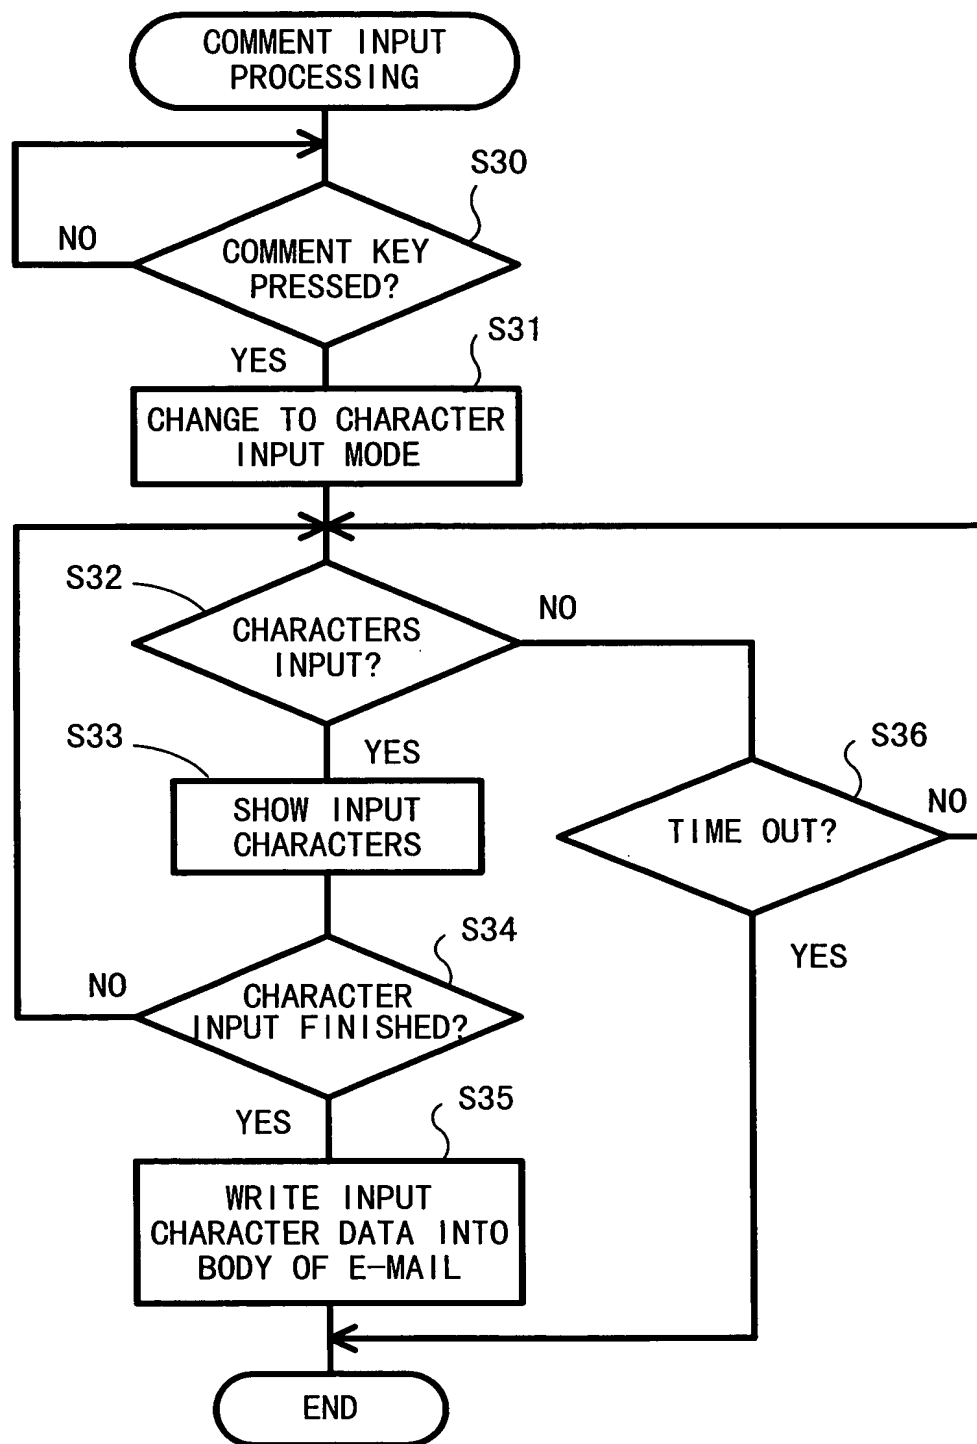 COMMENT INPUT
PROCESSING
S30
NO
COMMENT KEY
PRESSED?
S31
YES
CHANGE TO CHARACTER
INPUT MODE
S32
NO
CHARACTERS
INPUT?
S33
YES
S36
NO
SHOW INPUT
CHARACTERS
TIME OUT?
S34
YES
NO
CHARACTER
INPUT FINISHED?
S35
YES
WRITE INPUT
CHARACTER DATA INTO
BODY OF E-MAIL
END